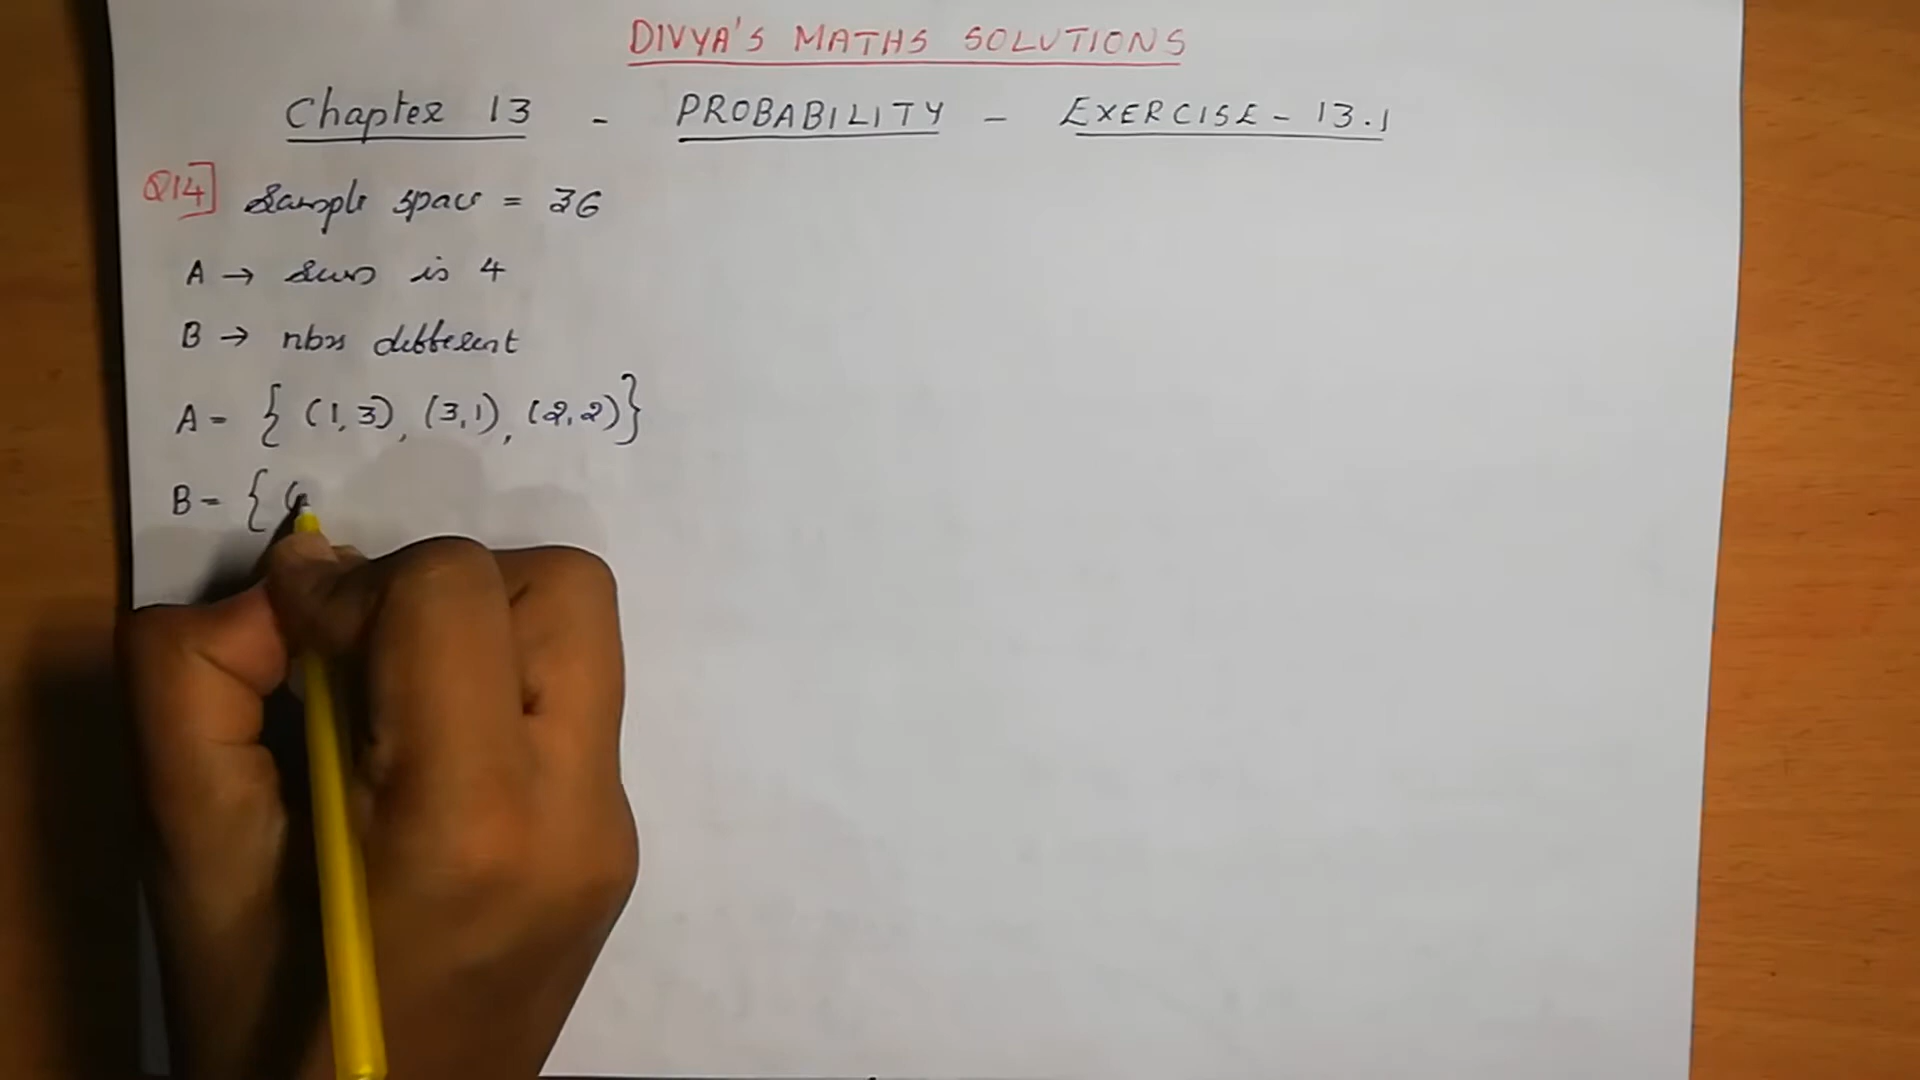 DIVYA'S MATHS SOLUTIONS
Chapter 13 - PROBABILITY - EXERCISE - 13.1
Q14] Sample space = 36
A → sum is 4
B → nbrs different
A = { (1,3), (3,1), (2,2)}
B = { (